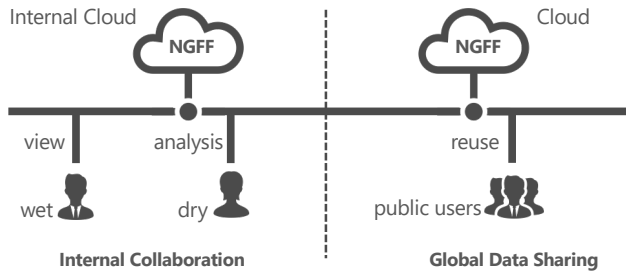 Internal Cloud
NGFF
Cloud
NGFF
view
analysis
reuse
wet
dry
public users
Internal Collaboration
Global Data Sharing